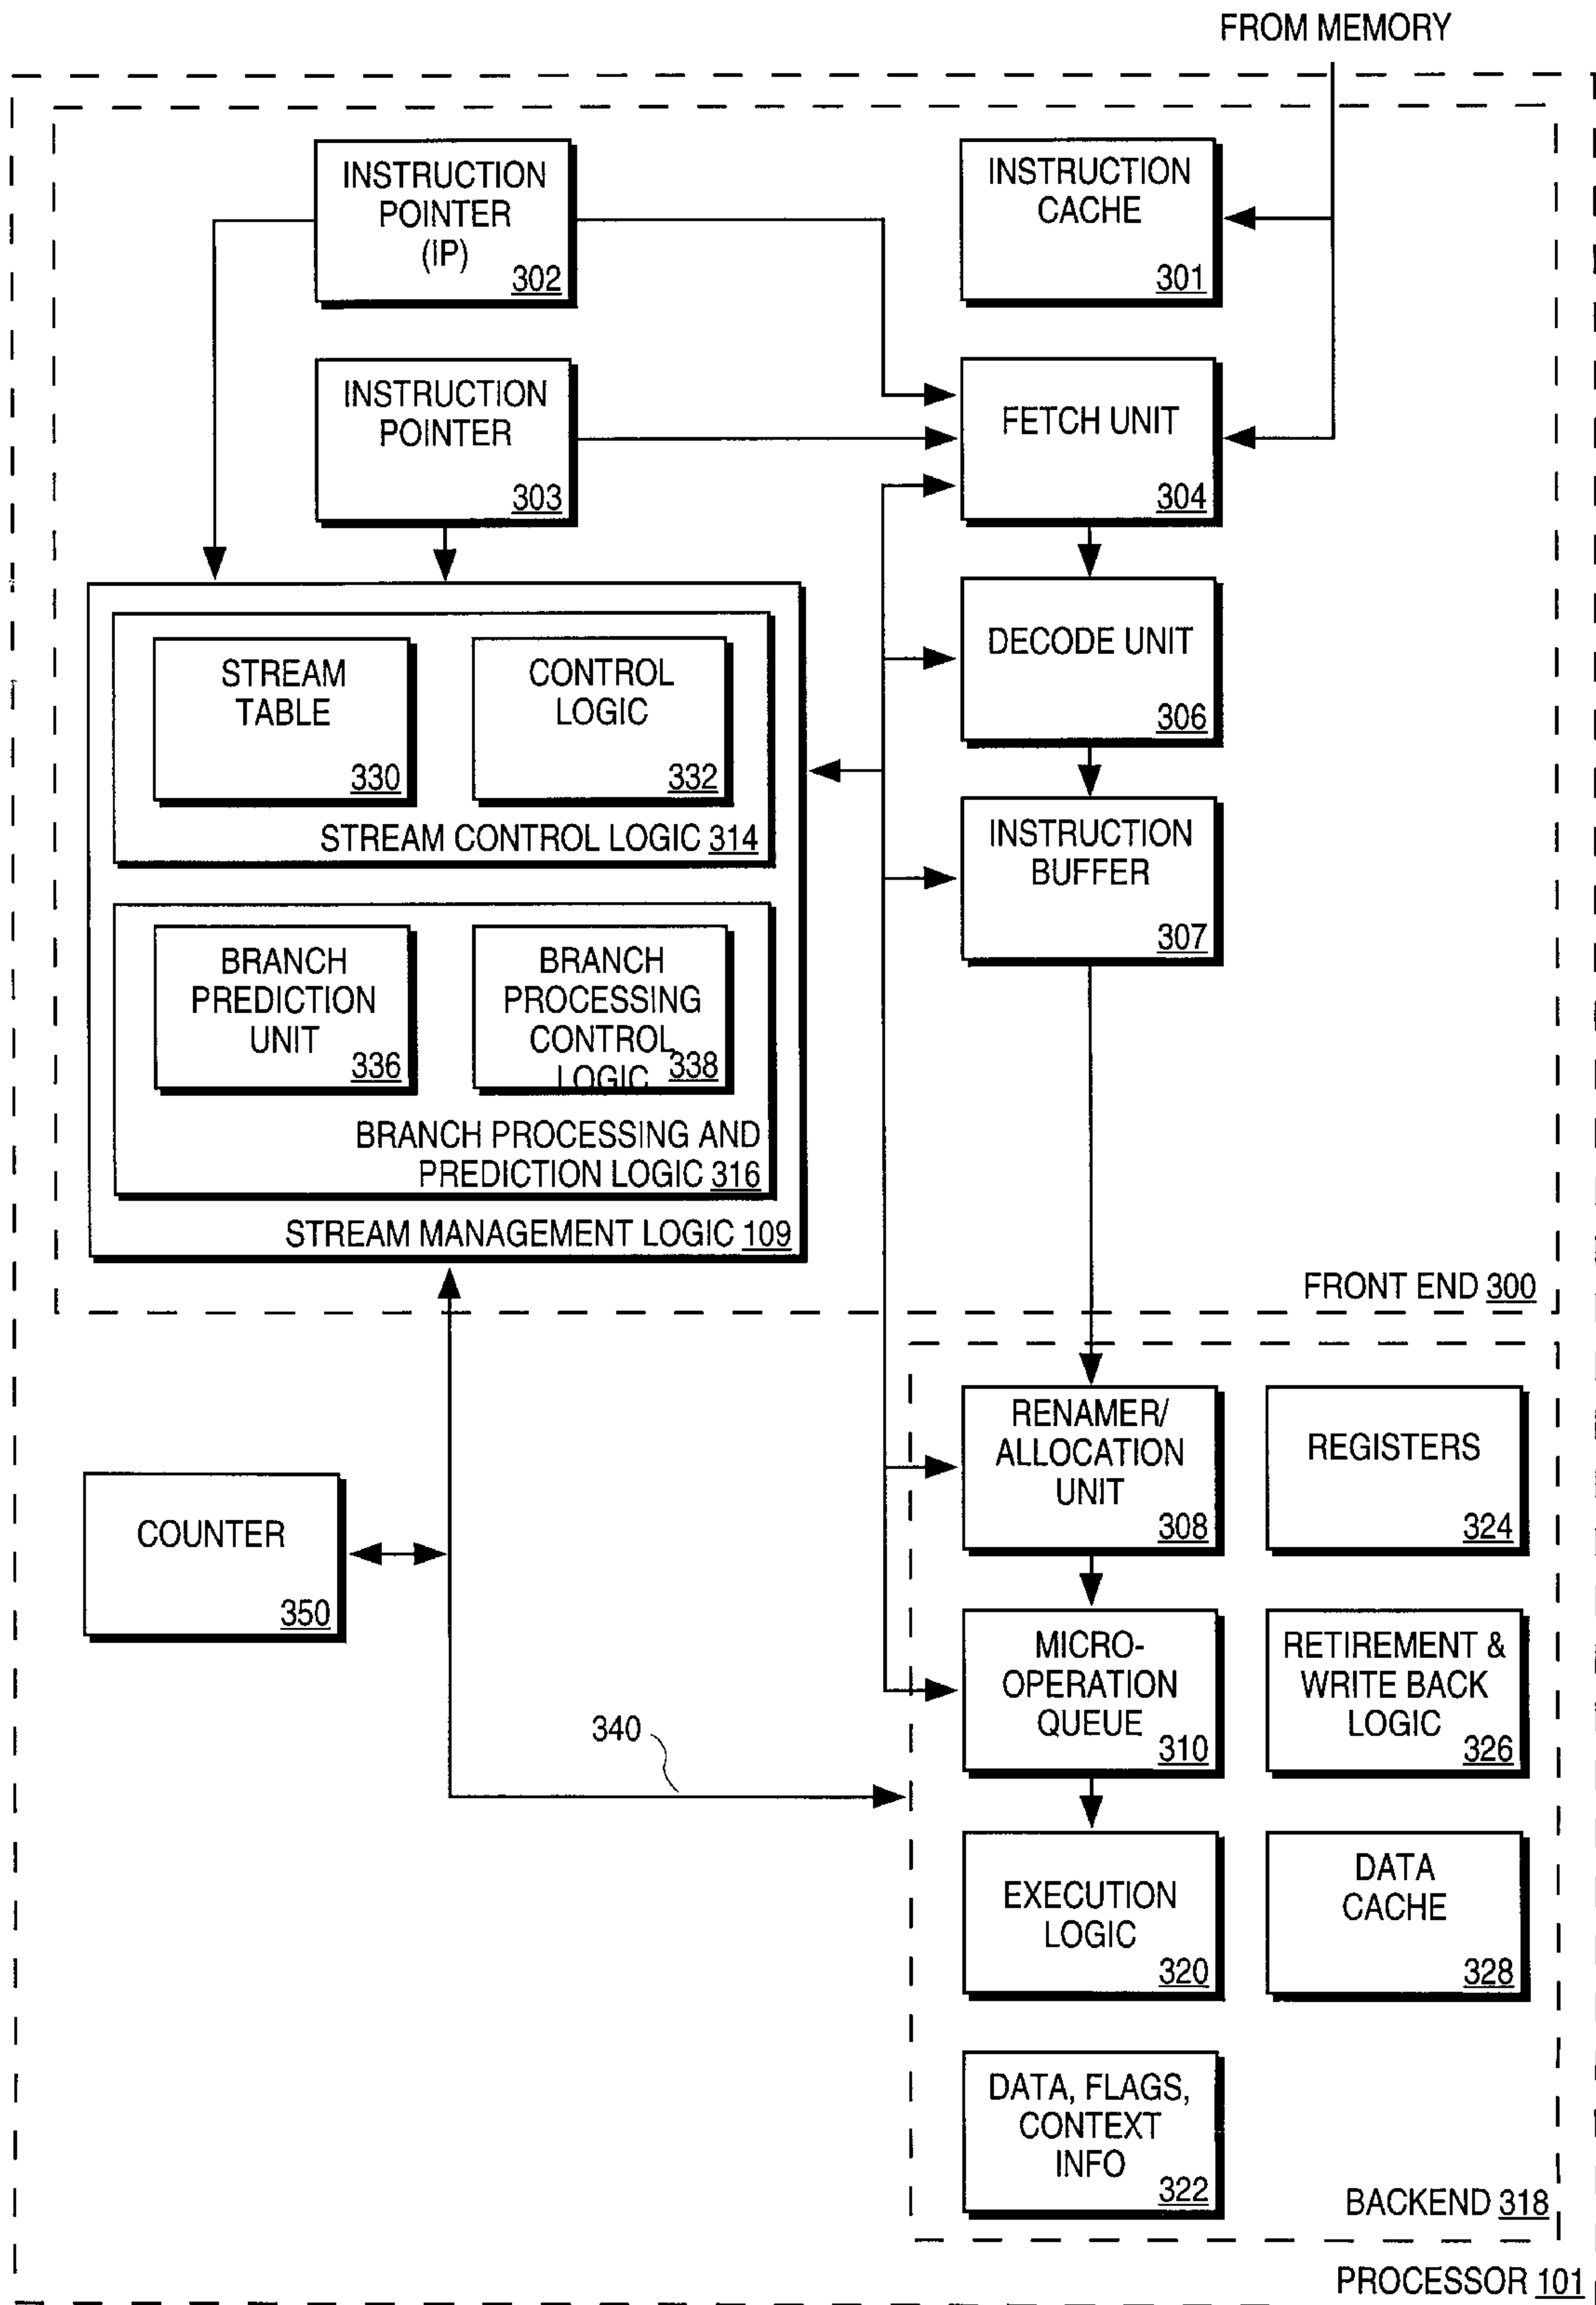 FROM MEMORY
INSTRUCTION
POINTER
(IP)
302
INSTRUCTION
CACHE
301
INSTRUCTION
POINTER
303
FETCH UNIT
304
STREAM
TABLE
330
CONTROL
LOGIC
332
STREAM CONTROL LOGIC 314
DECODE UNIT
306
INSTRUCTION
BUFFER
307
BRANCH
PREDICTION
UNIT
336
BRANCH
PROCESSING
CONTROL
LOGIC 338
BRANCH PROCESSING AND
PREDICTION LOGIC 316
STREAM MANAGEMENT LOGIC 109
FRONT END 300
RENAMER/
ALLOCATION
UNIT
308
REGISTERS
324
COUNTER
350
MICRO-
OPERATION
QUEUE
310
RETIREMENT &
WRITE BACK
LOGIC
326
340
EXECUTION
LOGIC
320
DATA
CACHE
328
DATA, FLAGS,
CONTEXT
INFO
322
BACKEND 318
PROCESSOR 101